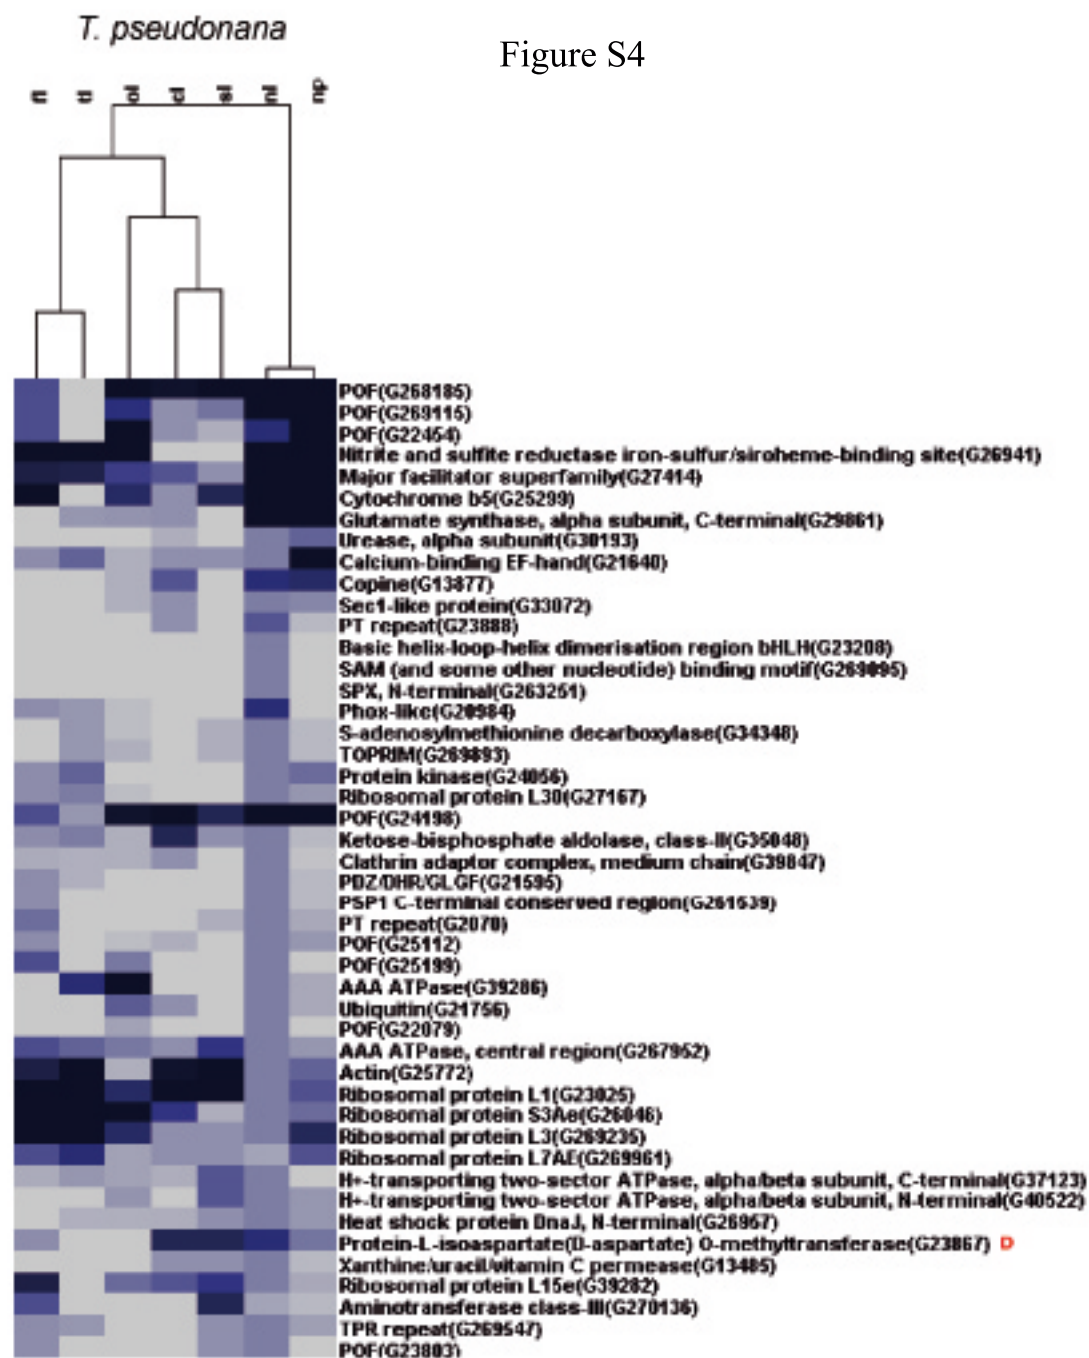 T. pseudonana
Figure S4
fl tl ol cl sl nl np
POF(G268185)
POF(G269115)
POF(G22454)
Nitrite and sulfite reductase iron-sulfur/siroheme-binding site(G26941)
Major facilitator superfamily(G27414)
Cytochrome b5(G25299)
Glutamate synthase, alpha subunit, C-terminal(G29861)
Urease, alpha subunit(G30193)
Calcium-binding EF-hand(G21640)
Copine(G13877)
Sec1-like protein(G33072)
PT repeat(G23888)
Basic helix-loop-helix dimerisation region bHLH(G23208)
SAM (and some other nucleotide) binding motif(G269095)
SPX, N-terminal(G263251)
Phox-like(G20984)
S-adenosylmethionine decarboxylase(G34348)
TOPRIM(G269893)
Protein kinase(G24056)
Ribosomal protein L30(G27167)
POF(G24198)
Ketose-bisphosphate aldolase, class-II(G35048)
Clathrin adaptor complex, medium chain(G39847)
PDZ/DHR/GLGF(G21595)
PSP1 C-terminal conserved region(G261539)
PT repeat(G2070)
POF(G25112)
POF(G25199)
AAA ATPase(G39286)
Ubiquitin(G21756)
POF(G22079)
AAA ATPase, central region(G267952)
Actin(G25772)
Ribosomal protein L1(G23025)
Ribosomal protein S3Ae(G26046)
Ribosomal protein L3(G269235)
Ribosomal protein L7AE(G269961)
H+-transporting two-sector ATPase, alpha/beta subunit, C-terminal(G37123)
H+-transporting two-sector ATPase, alpha/beta subunit, N-terminal(G40522)
Heat shock protein DnaJ, N-terminal(G26957)
Protein-L-isoaspartate(D-aspartate) O-methyltransferase(G23867) D
Xanthine/uracil/vitamin C permease(G13485)
Ribosomal protein L15e(G39282)
Aminotransferase class-III(G270136)
TPR repeat(G269547)
POF(G23803)